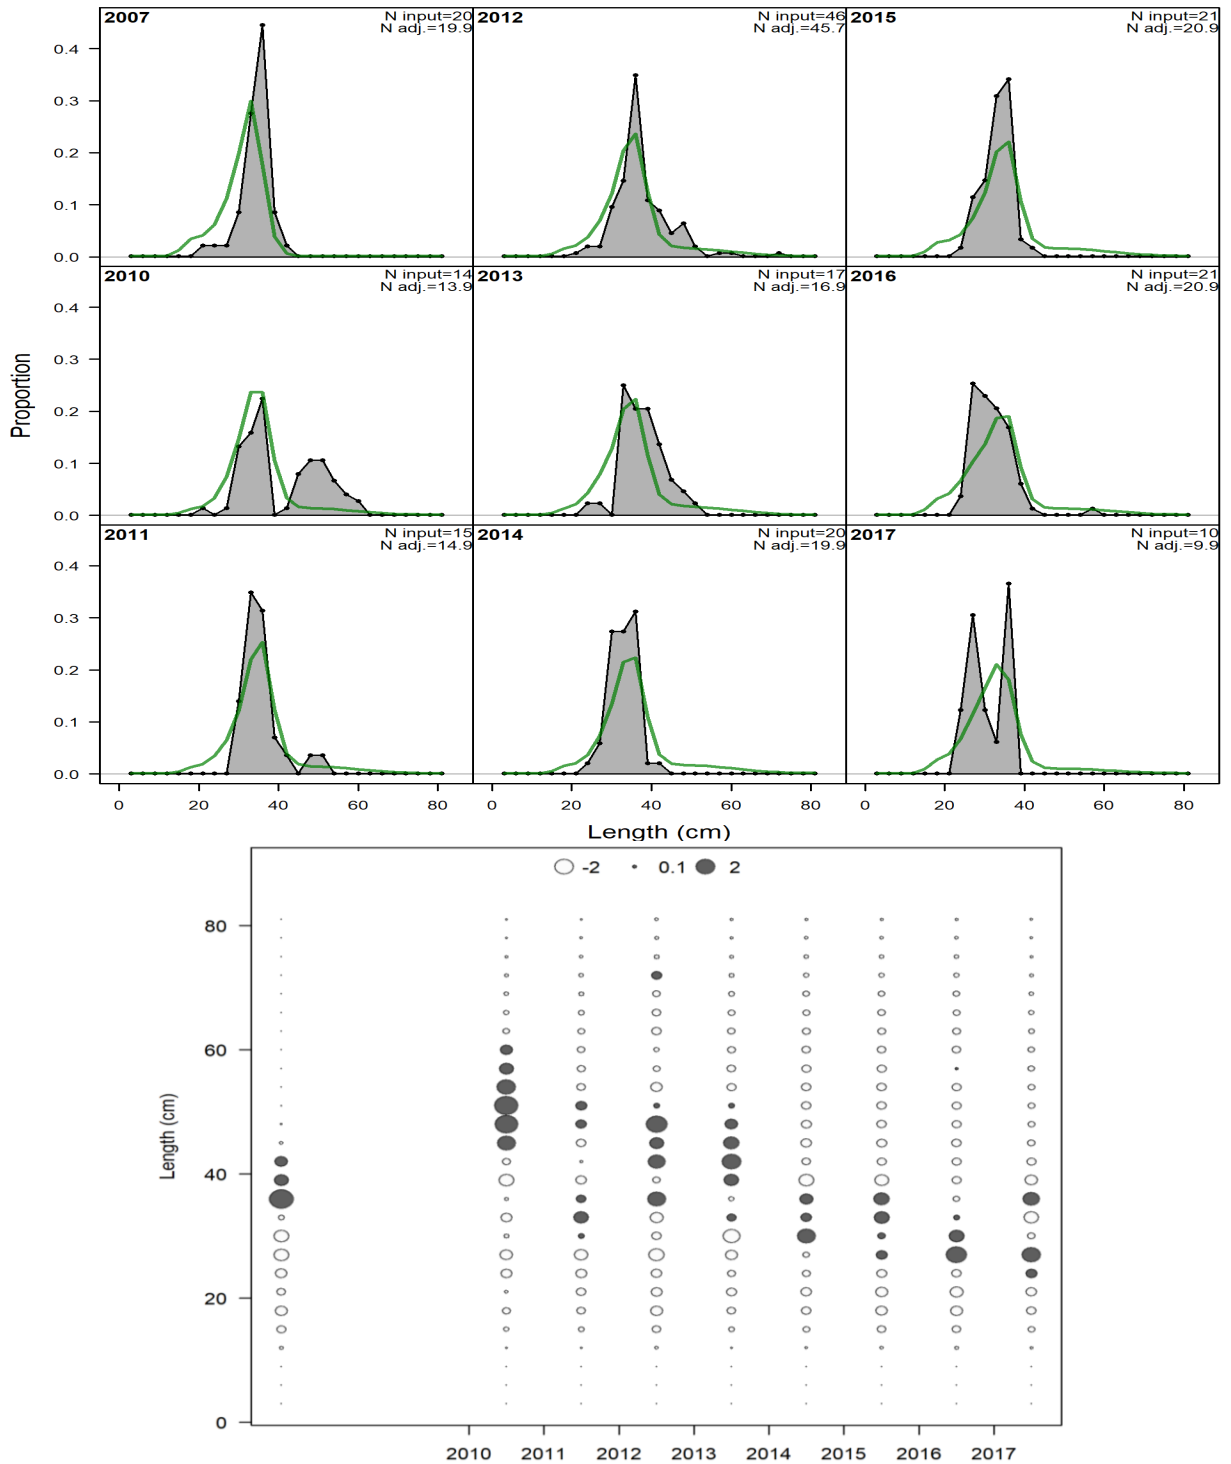 2007 N input=20 2012 N input=46 2015 N input=21
N adj.=19.9 N adj.=45.7 N adj.=20.9
0.4
0.3
0.2
0.1
0.0
2010 N input=14 2013 N input=17 2016 N input=21
N adj.=13.9 N adj.=16.9 N adj.=20.9
0.4
0.3
0.2
0.1
0.0
Proportion
2011 N input=15 2014 N input=20 2017 N input=10
N adj.=14.9 N adj.=19.9 N adj.=9.9
0.4
0.3
0.2
0.1
0.0
0 20 40 60 80 0 20 40 60 80 0 20 40 60 80
Length (cm)
-2 0.1 2
80
60
40
20
0
Length (cm)
2010 2011 2012 2013 2014 2015 2016 2017